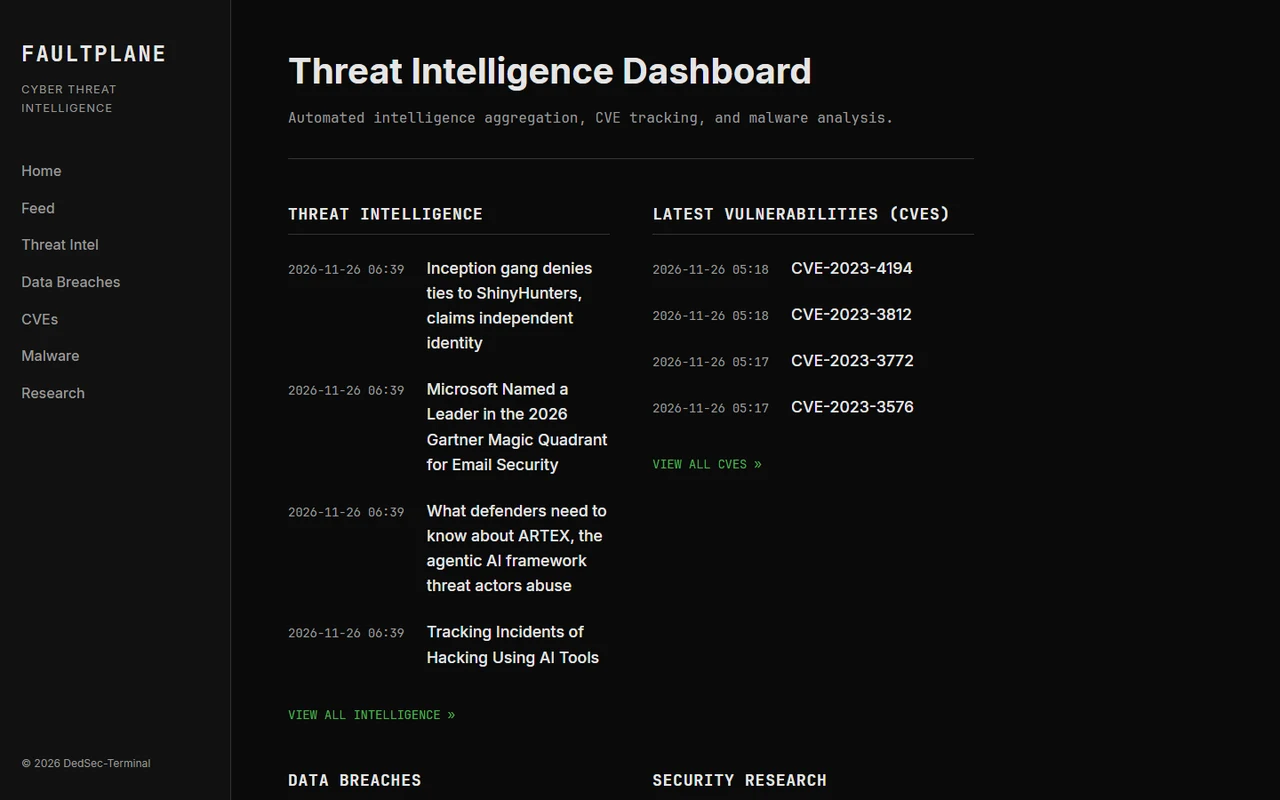 FAULTPLANE
CYBER THREAT
INTELLIGENCE
Home
Feed
Threat Intel
Data Breaches
CVEs
Malware
Research
© 2026 DedSec-Terminal
Threat Intelligence Dashboard
Automated intelligence aggregation, CVE tracking, and malware analysis.
THREAT INTELLIGENCE
2026-11-26 06:39 Inception gang denies
ties to ShinyHunters,
claims independent
identity
2026-11-26 06:39 Microsoft Named a
Leader in the 2026
Gartner Magic Quadrant
for Email Security
2026-11-26 06:39 What defenders need to
know about ARTEX, the
agentic AI framework
threat actors abuse
2026-11-26 06:39 Tracking Incidents of
Hacking Using AI Tools
VIEW ALL INTELLIGENCE »
LATEST VULNERABILITIES (CVES)
2026-11-26 05:18 CVE-2023-4194
2026-11-26 05:18 CVE-2023-3812
2026-11-26 05:17 CVE-2023-3772
2026-11-26 05:17 CVE-2023-3576
VIEW ALL CVES »
DATA BREACHES
SECURITY RESEARCH